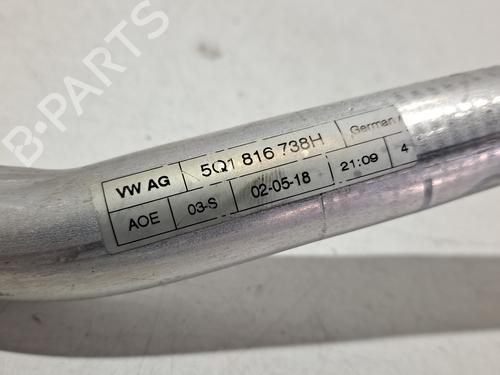 B-PARTS
VW AG 5Q1 816 738H German
AOE 03-S 02-05-18 21:09 4